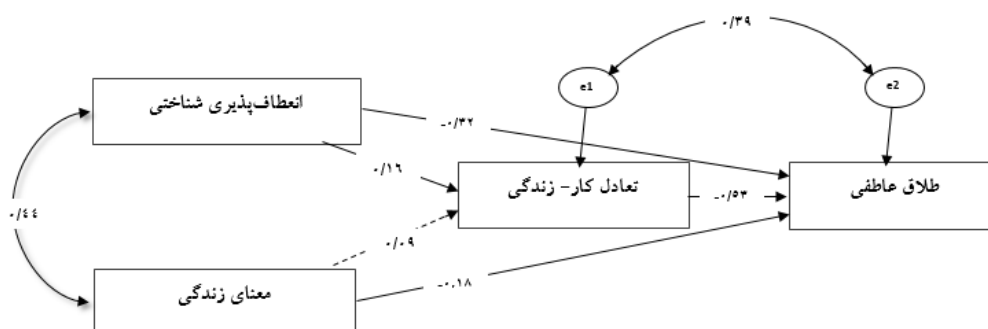 ۰/۳۹
e1
e2
انعطاف‌پذیری شناختی
-۰/۳۲
۰/۱۶
تعادل کار- زندگی
-۰/۵۳
طلاق عاطفی
۰/٤٤
۰/۰۹
معنای زندگی
-۰.۱۸